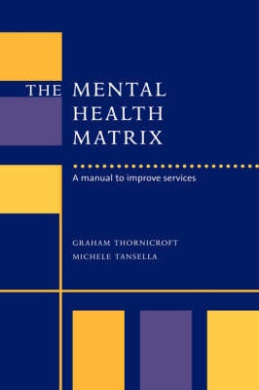 THE MENTAL
HEALTH
MATRIX
A manual to improve services
GRAHAM THORNICROFT
MICHELE TANSELLA